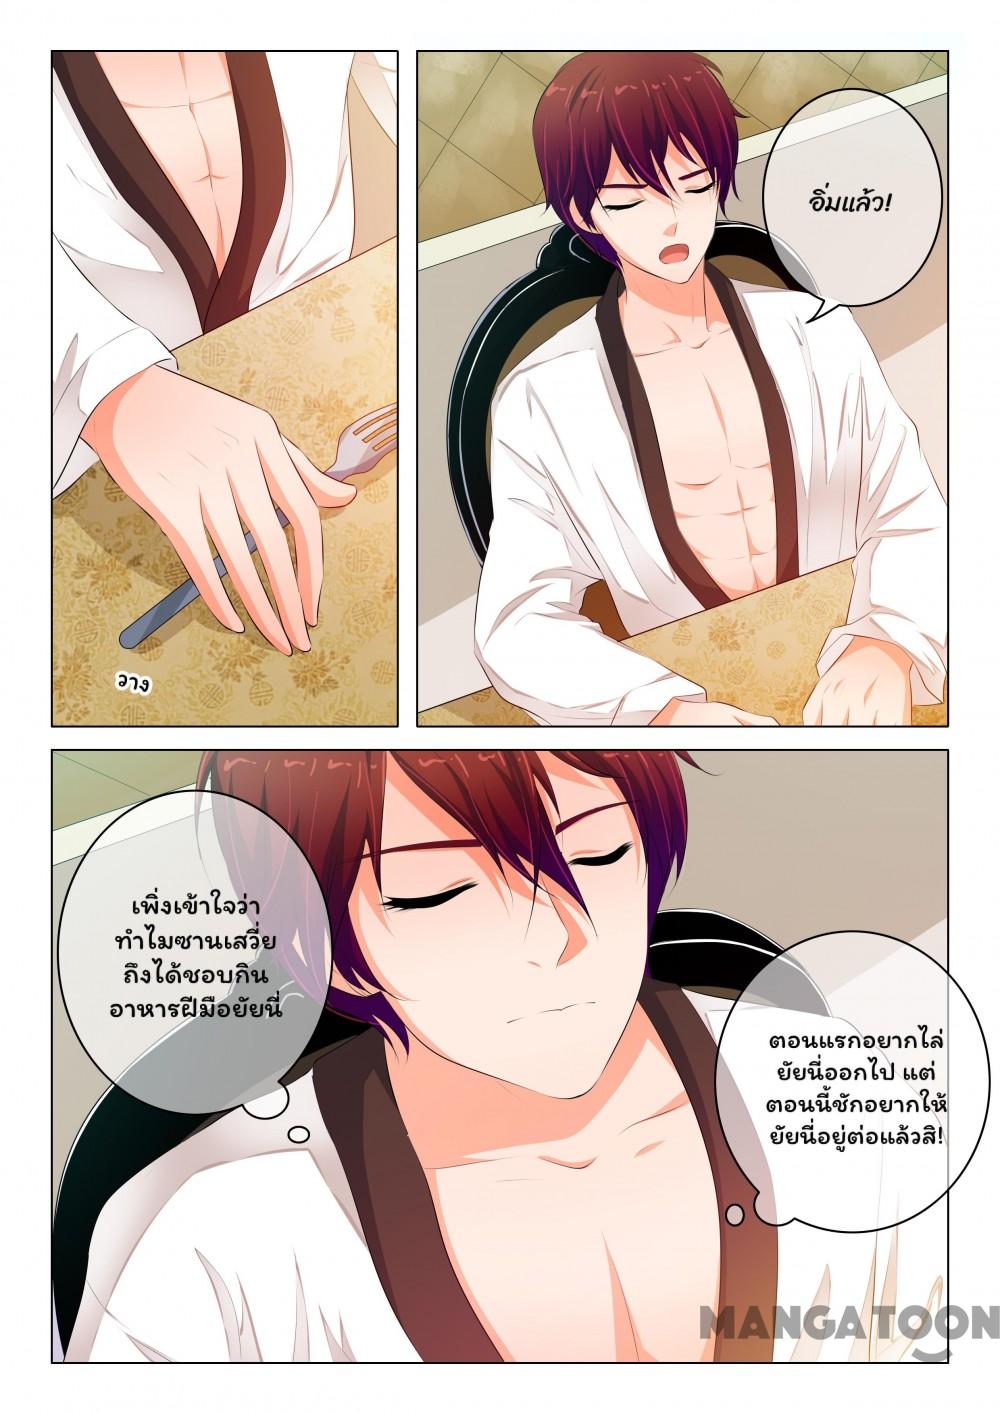 วาง
อิ่มแล้ว!
เพิ่งเข้าใจว่า
ทำไมซานเสวี่ย
ถึงได้ชอบกิน
อาหารฝีมือยัยนี่
ตอนแรกอยากไล่
ยัยนี่ออกไป แต่
ตอนนี้ชักอยากให้
ยัยนี่อยู่ต่อแล้วสิ!
MANGATOON